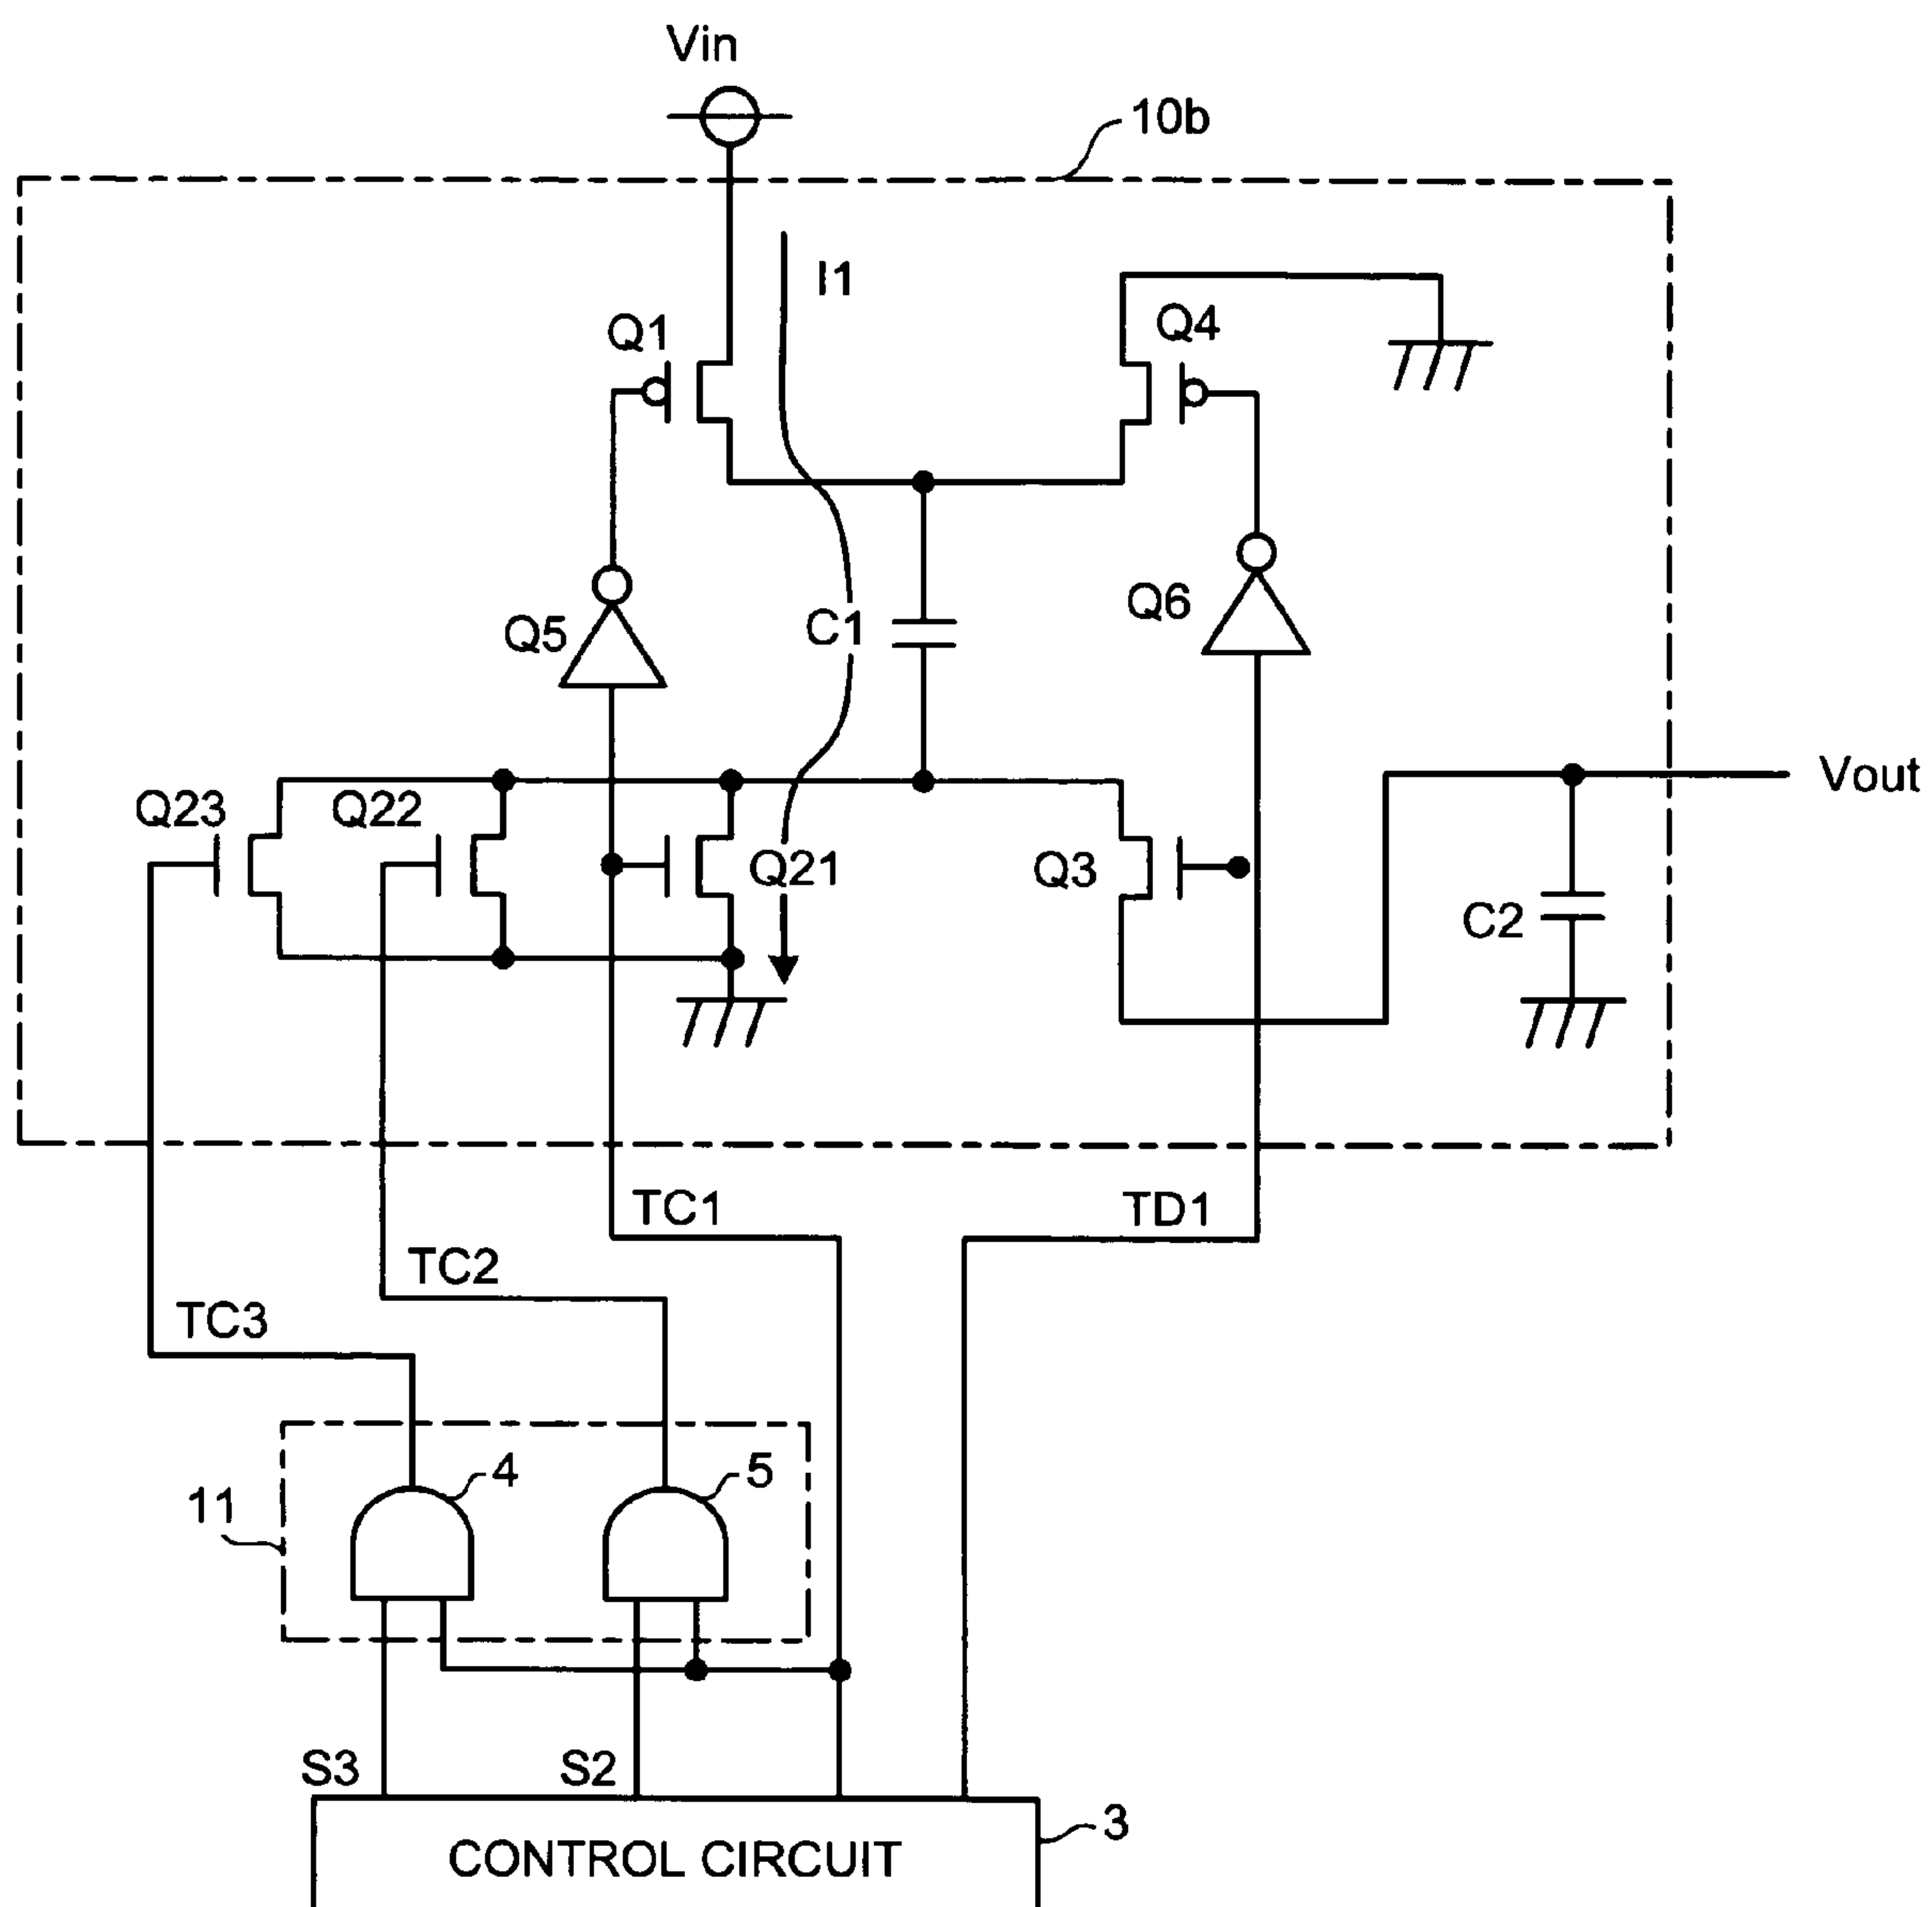 Vin
10b
I1
Q1
Q4
Q5
C1
Q6
Vout
Q23
Q22
Q21
Q3
C2
TC1
TD1
TC2
TC3
4
5
11
S3
S2
3
CONTROL CIRCUIT